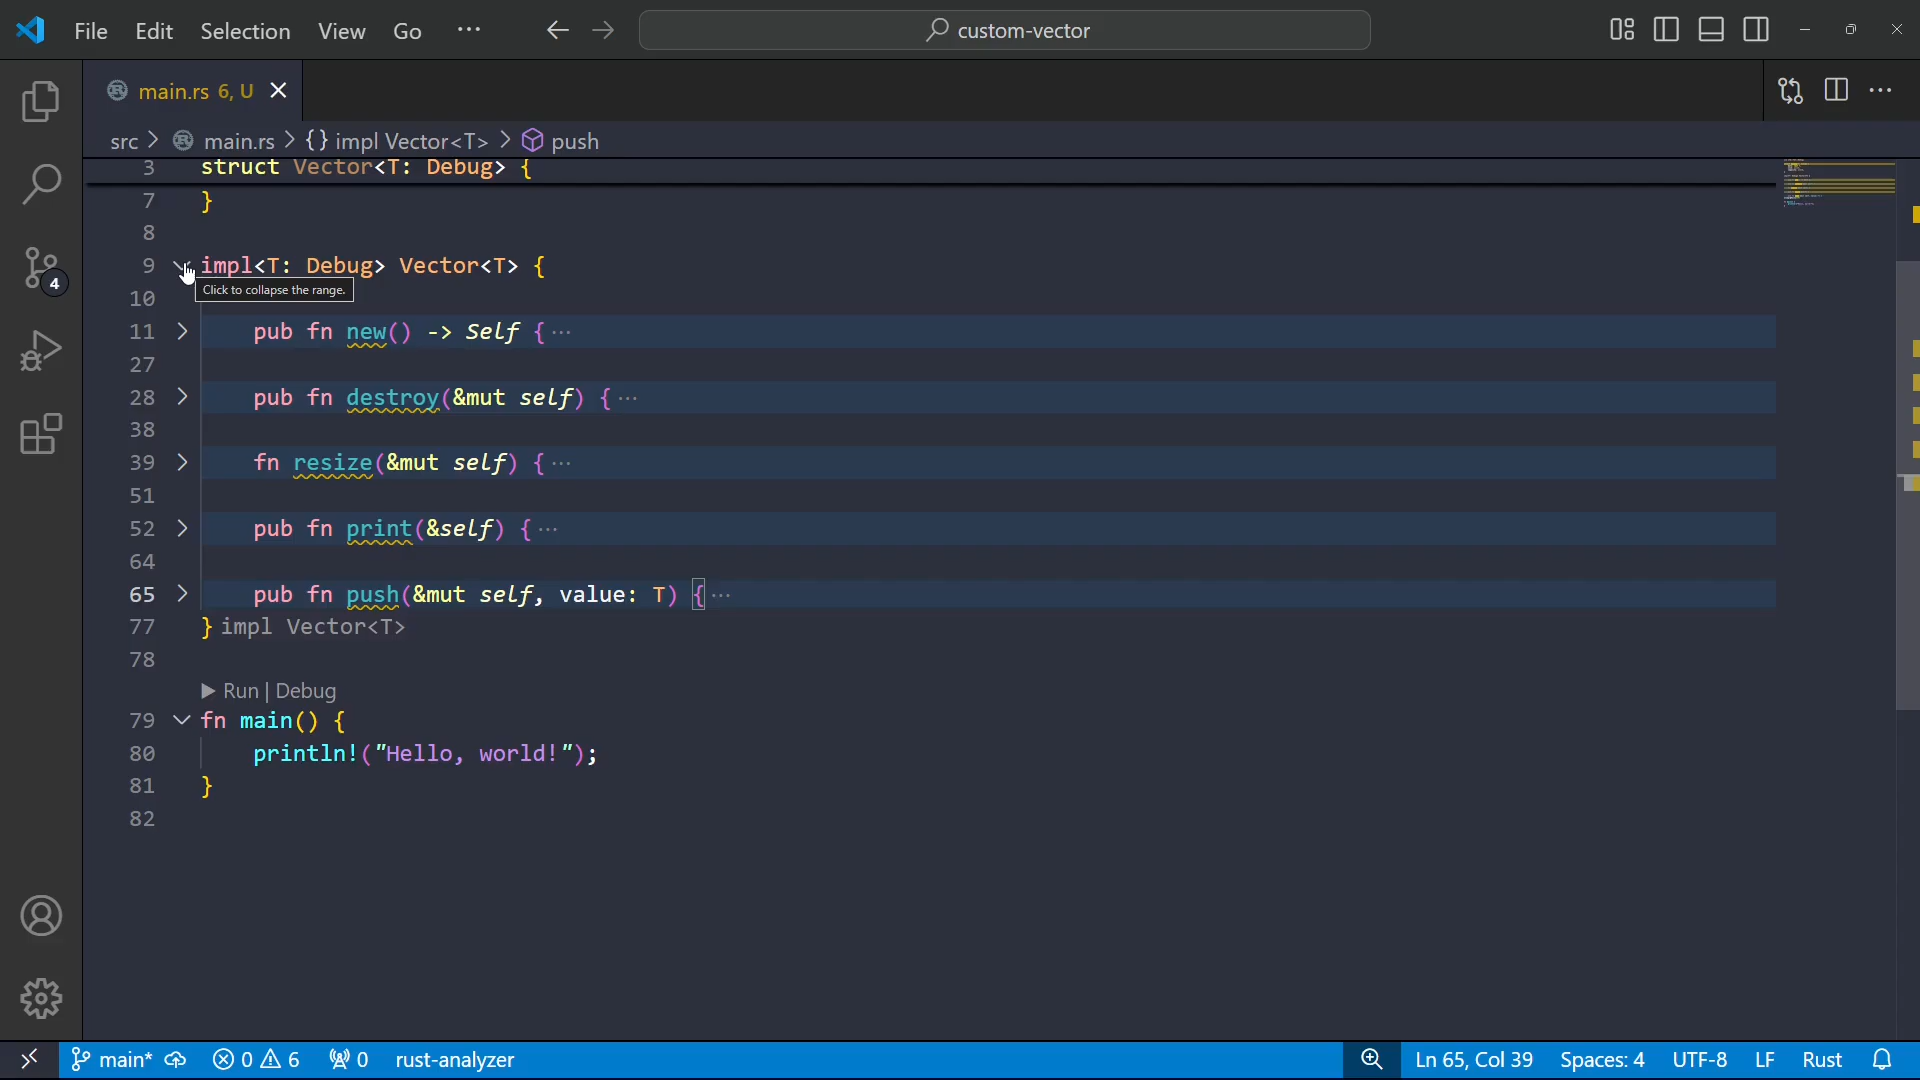 File Edit Selection View Go ··· custom-vector
main.rs 6, U
src > main.rs > {} impl Vector<T> > push
3 struct Vector<T: Debug> {
7 }
8
9 impl<T: Debug> Vector<T> {
Click to collapse the range.
10
11 pub fn new() -> Self {···
27
28 pub fn destroy(&mut self) {···
38
39 fn resize(&mut self) {···
51
52 pub fn print(&self) {···
64
65 pub fn push(&mut self, value: T) {···
77 } impl Vector<T>
78
▶ Run | Debug
79 fn main() {
80 println!("Hello, world!");
81 }
82
4
main* 0 6 0 rust-analyzer Ln 65, Col 39 Spaces: 4 UTF-8 LF Rust